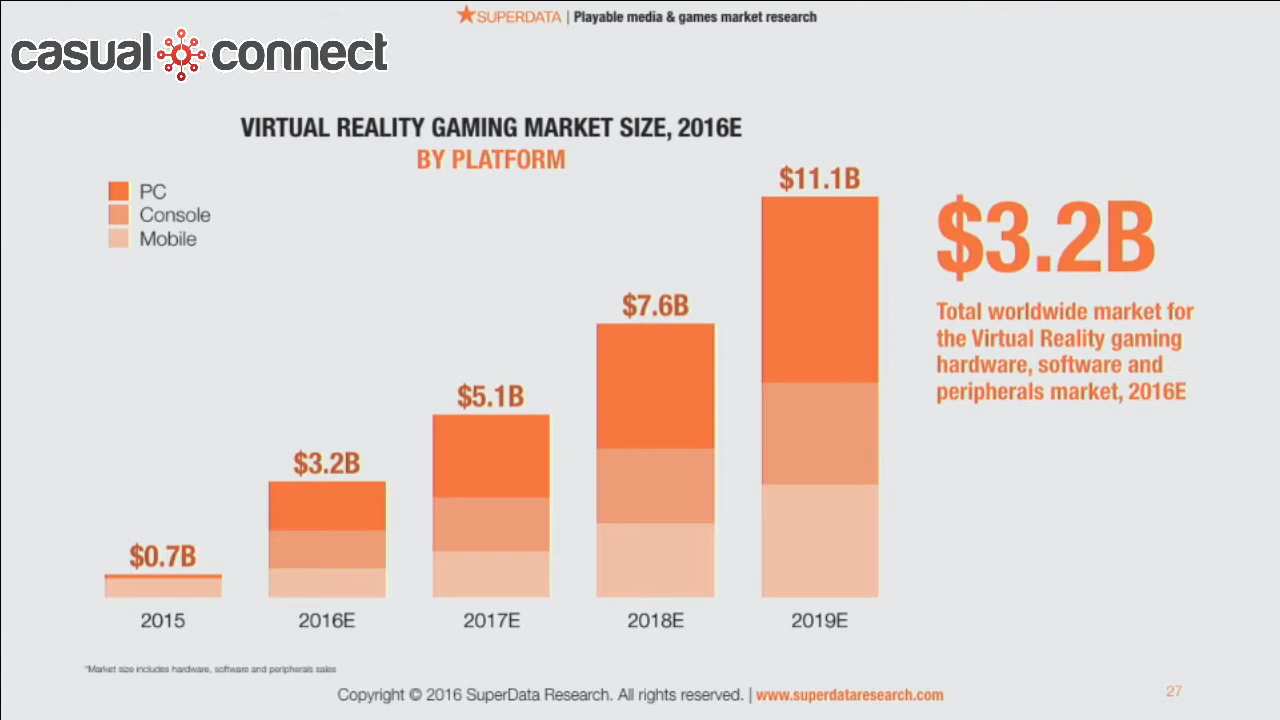 SUPERDATA | Playable media & games market research
casual connect
VIRTUAL REALITY GAMING MARKET SIZE, 2016E
BY PLATFORM
PC
Console
Mobile
$0.7B
$3.2B
$5.1B
$7.6B
$11.1B
2015
2016E
2017E
2018E
2019E
$3.2B
Total worldwide market for
the Virtual Reality gaming
hardware, software and
peripherals market, 2016E
*Market size includes hardware, software and peripherals sales
Copyright © 2016 SuperData Research. All rights reserved. | www.superdataresearch.com
27